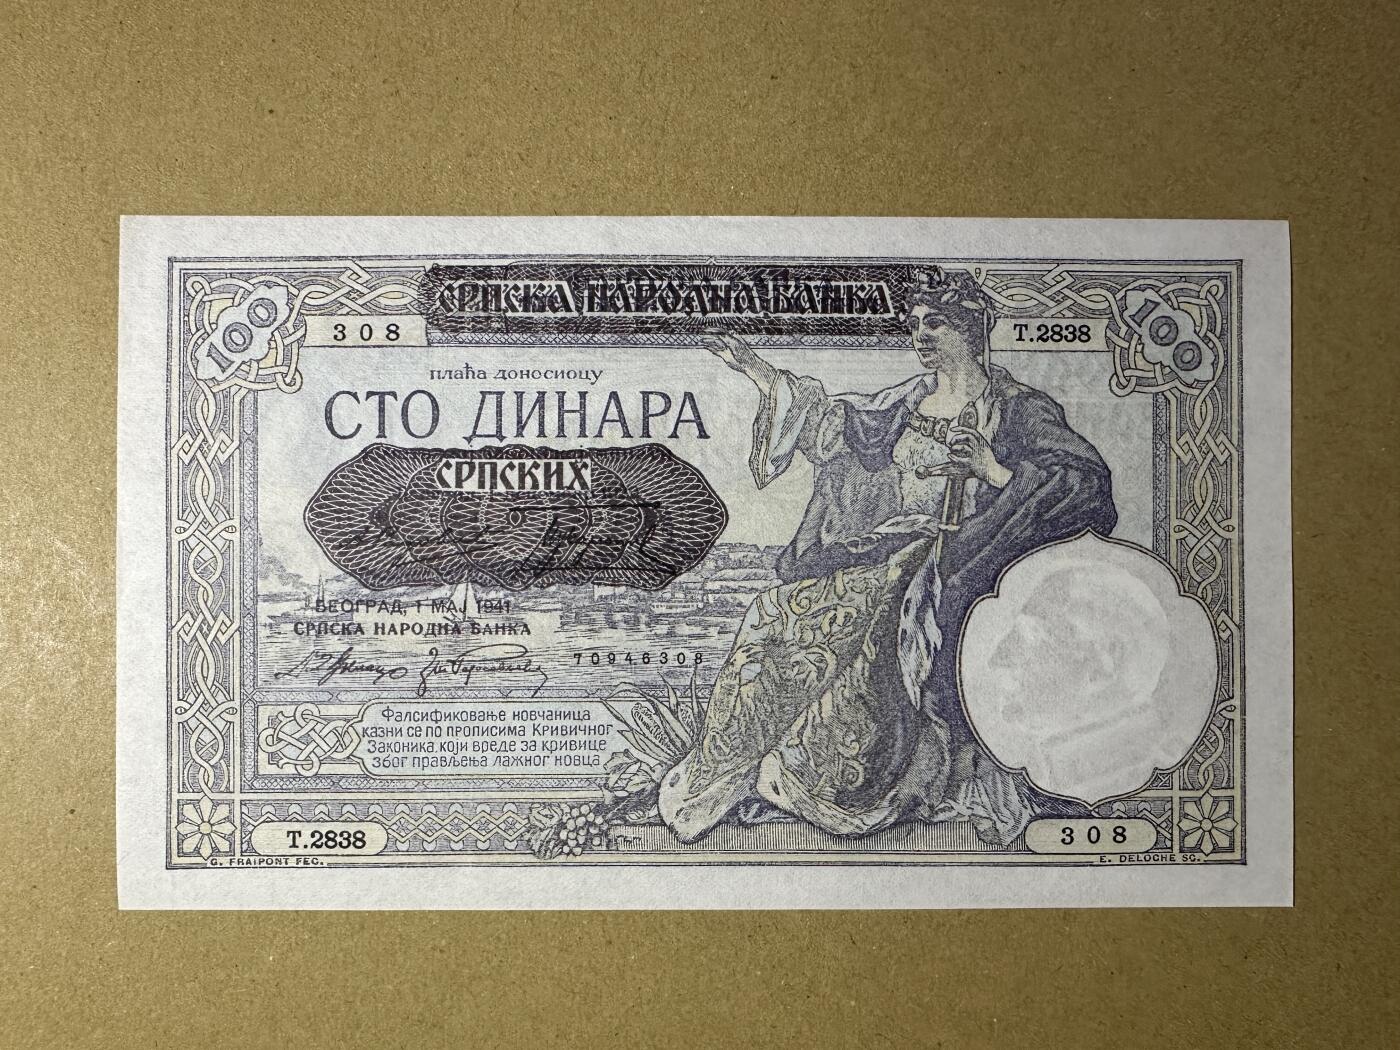 СРПСКА НАРОДНА БАНКА
100
308
Т.2838
100
плаћа доносиоцу
СТО ДИНАРА
СРПСКИХ
БЕОГРАД, 1 МАЈ 1941
СРПСКА НАРОДНА БАНКА
70946308
Фалсификовање новчаница
казни се по прописима Кривичног
Законика, који вреде за кривице
због прављења лажног новца
Т.2838
308
G. FRAIPONT FEC.
E. DELOCHE SC.